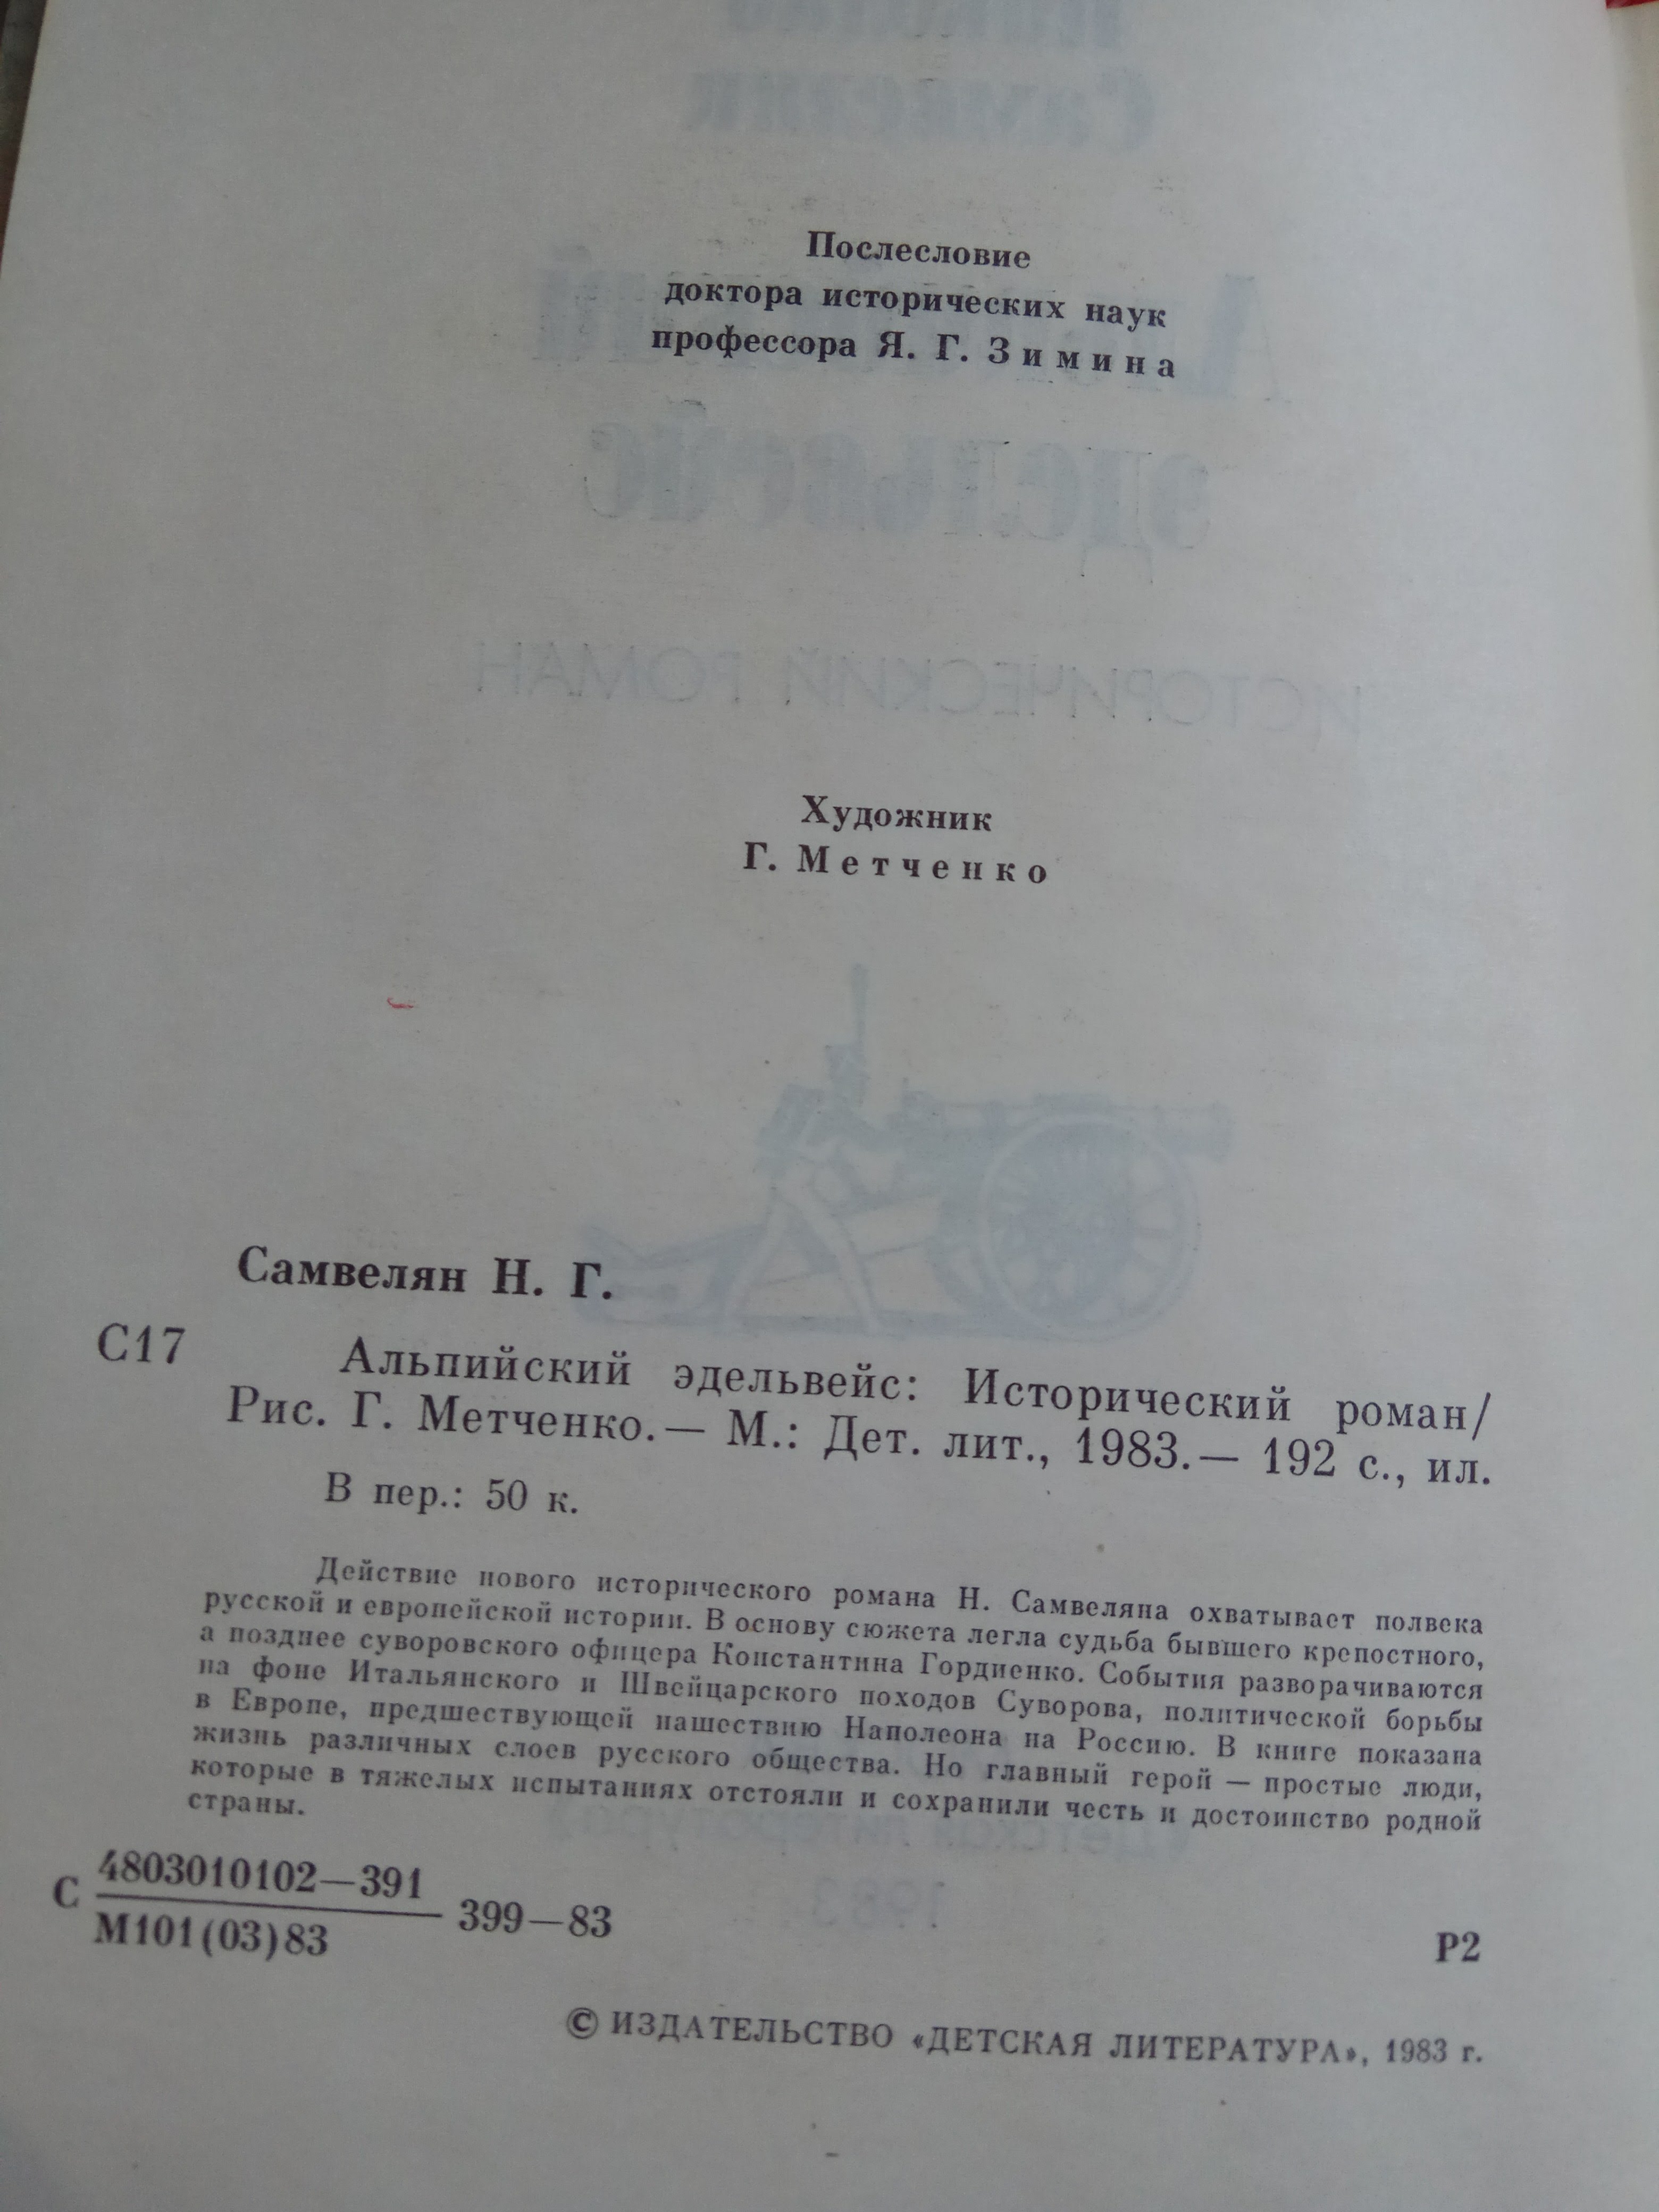 Послесловие
доктора исторических наук
профессора Я. Г. Зимина
эдельвейс
ИСТОРИЧЕСКИЙ РОМАН
Художник
Г. Метченко
Самвелян Н. Г.
С17 Альпийский эдельвейс: Исторический роман/
Рис. Г. Метченко.— М.: Дет. лит., 1983.— 192 с., ил.
В пер.: 50 к.
Действие нового исторического романа Н. Самвеляна охватывает полвека
русской и европейской истории. В основу сюжета легла судьба бывшего крепостного,
а позднее суворовского офицера Константина Гордиенко. События разворачиваются
на фоне Итальянского и Швейцарского походов Суворова, политической борьбы
в Европе, предшествующей нашествию Наполеона на Россию. В книге показана
жизнь различных слоев русского общества. Но главный герой — простые люди,
которые в тяжелых испытаниях отстояли и сохранили честь и достоинство родной
страны.
С 4803010102—391
М101(03)83 399—83
Р2
1983
© ИЗДАТЕЛЬСТВО «ДЕТСКАЯ ЛИТЕРАТУРА», 1983 г.